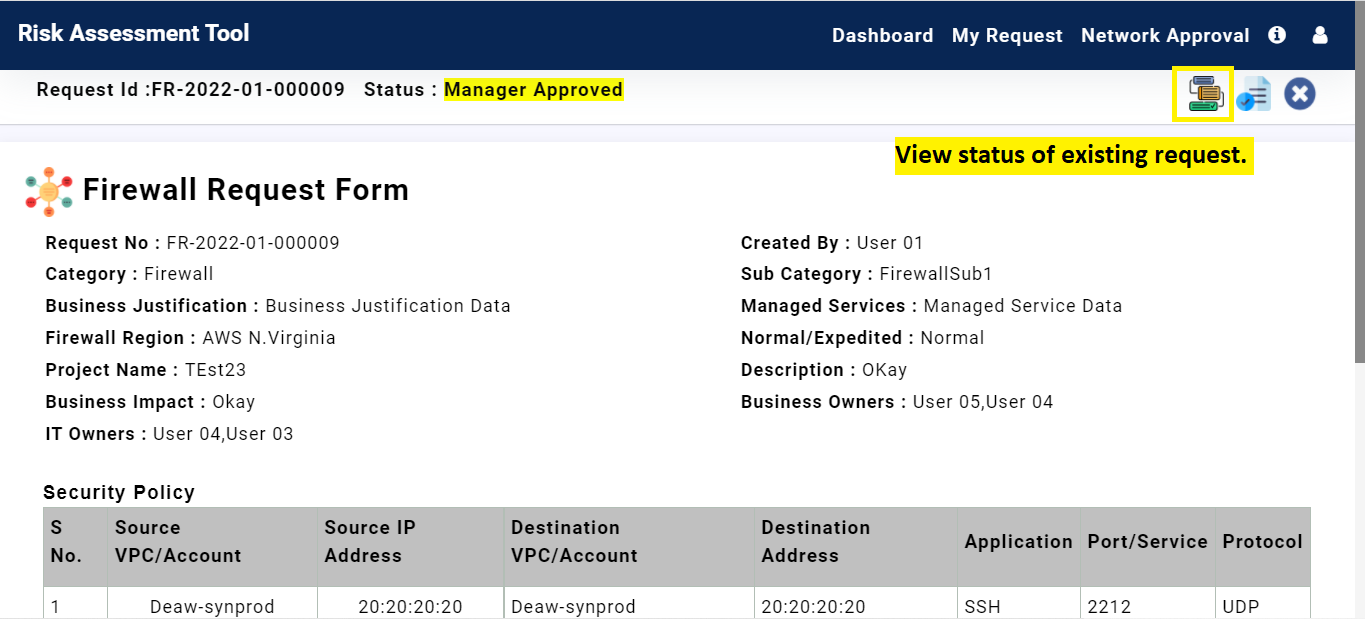 Risk Assessment Tool
Dashboard My Request Network Approval
Request Id :FR-2022-01-000009 Status : Manager Approved
View status of existing request.
Firewall Request Form
Request No : FR-2022-01-000009
Created By : User 01
Category : Firewall
Sub Category : FirewallSub1
Business Justification : Business Justification Data
Managed Services : Managed Service Data
Firewall Region : AWS N.Virginia
Normal/Expedited : Normal
Project Name : TEst23
Description : OKay
Business Impact : Okay
Business Owners : User 05,User 04
IT Owners : User 04,User 03
Security Policy
S No. Source VPC/Account Source IP Address Destination VPC/Account Destination Address Application Port/Service Protocol
1 Deaw-synprod 20:20:20:20 Deaw-synprod 20:20:20:20 SSH 2212 UDP